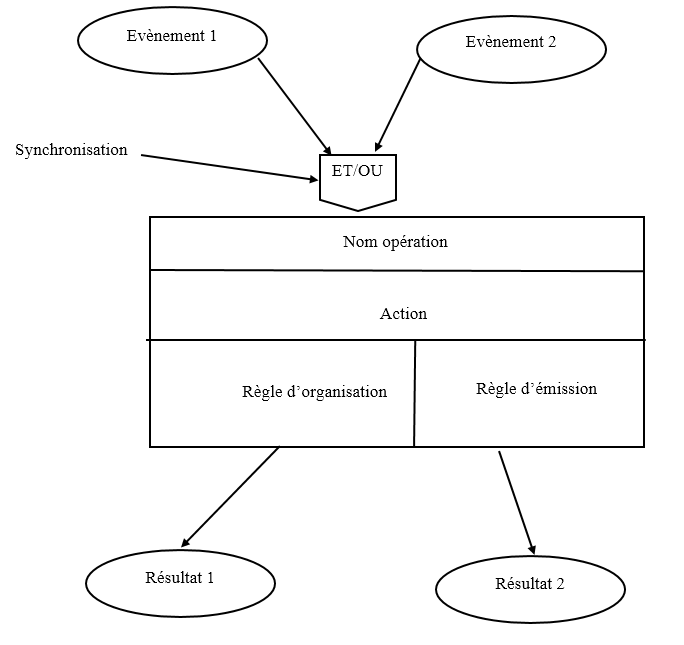 Evènement 1
Evènement 2
Synchronisation
ET/OU
Nom opération
Action
Règle d’organisation
Règle d’émission
Résultat 1
Résultat 2